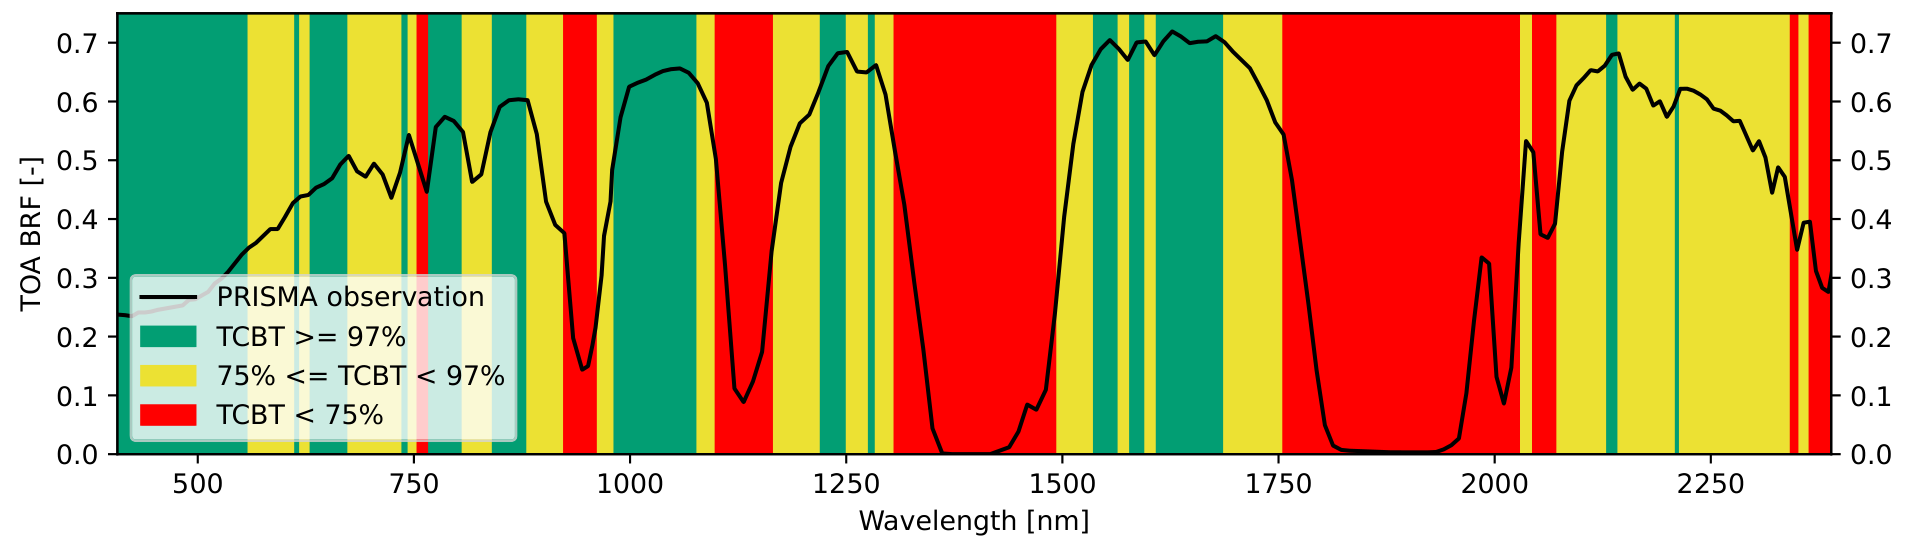 TOA BRF [-]
0.7
0.6
0.5
0.4
0.3
0.2
0.1
0.0
PRISMA observation
TCBT >= 97%
75% <= TCBT < 97%
TCBT < 75%
0.7
0.6
0.5
0.4
0.3
0.2
0.1
0.0
500 750 1000 1250 1500 1750 2000 2250
Wavelength [nm]